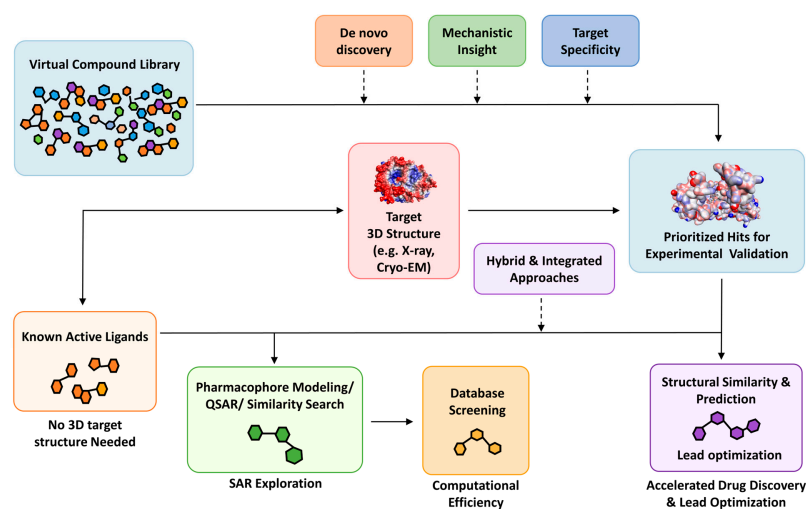 De novo
discovery
Mechanistic
Insight
Target
Specificity
Virtual Compound Library
Target
3D Structure
(e.g. X-ray,
Cryo-EM)
Prioritized Hits for
Experimental Validation
Hybrid & Integrated
Approaches
Known Active Ligands
No 3D target
structure Needed
Pharmacophore Modeling/
QSAR/ Similarity Search
SAR Exploration
Database
Screening
Computational
Efficiency
Structural Similarity &
Prediction
Lead optimization
Accelerated Drug Discovery
& Lead Optimization